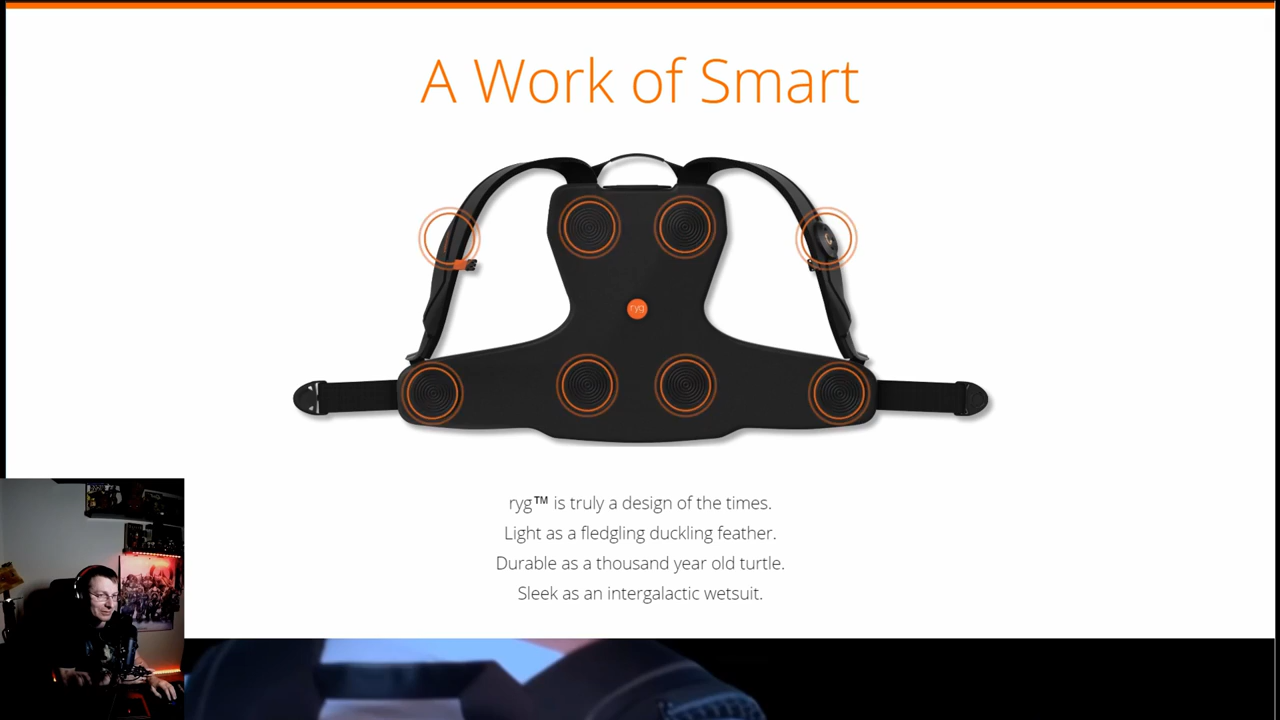 A Work of Smart
ryg
ryg™ is truly a design of the times.
Light as a fledgling duckling feather.
Durable as a thousand year old turtle.
Sleek as an intergalactic wetsuit.